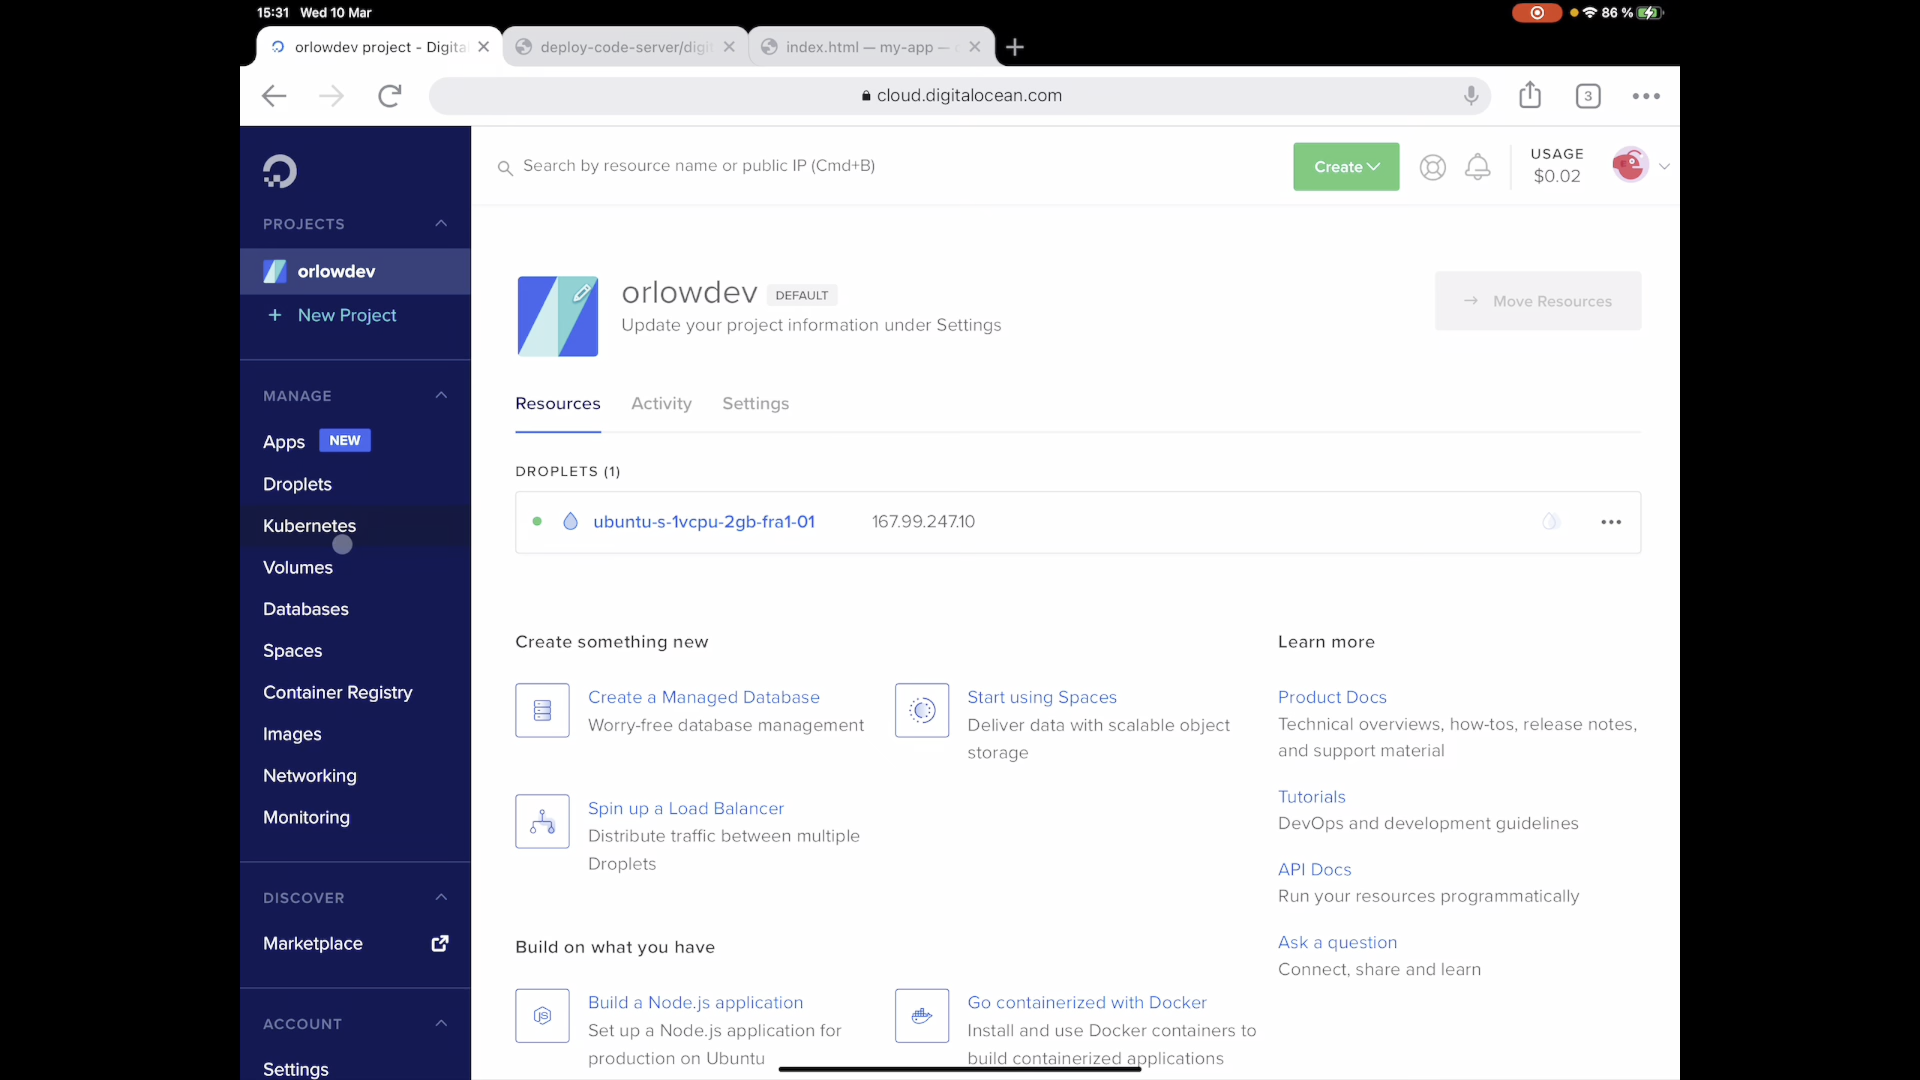 15:31 Wed 10 Mar
86 %
orlowdev project - Digita
deploy-code-server/digit
index.html — my-app — c
cloud.digitalocean.com
3
PROJECTS
orlowdev
+ New Project
MANAGE
Apps NEW
Droplets
Kubernetes
Volumes
Databases
Spaces
Container Registry
Images
Networking
Monitoring
DISCOVER
Marketplace
ACCOUNT
Settings
Search by resource name or public IP (Cmd+B)
Create
USAGE
$0.02
orlowdev DEFAULT
Update your project information under Settings
Move Resources
Resources Activity Settings
DROPLETS (1)
ubuntu-s-1vcpu-2gb-fra1-01 167.99.247.10
Create something new
Create a Managed Database
Worry-free database management
Start using Spaces
Deliver data with scalable object
storage
Spin up a Load Balancer
Distribute traffic between multiple
Droplets
Learn more
Product Docs
Technical overviews, how-tos, release notes,
and support material
Tutorials
DevOps and development guidelines
API Docs
Run your resources programmatically
Ask a question
Connect, share and learn
Build on what you have
JS
Build a Node.js application
Set up a Node.js application for
production on Ubuntu
Go containerized with Docker
Install and use Docker containers to
build containerized applications